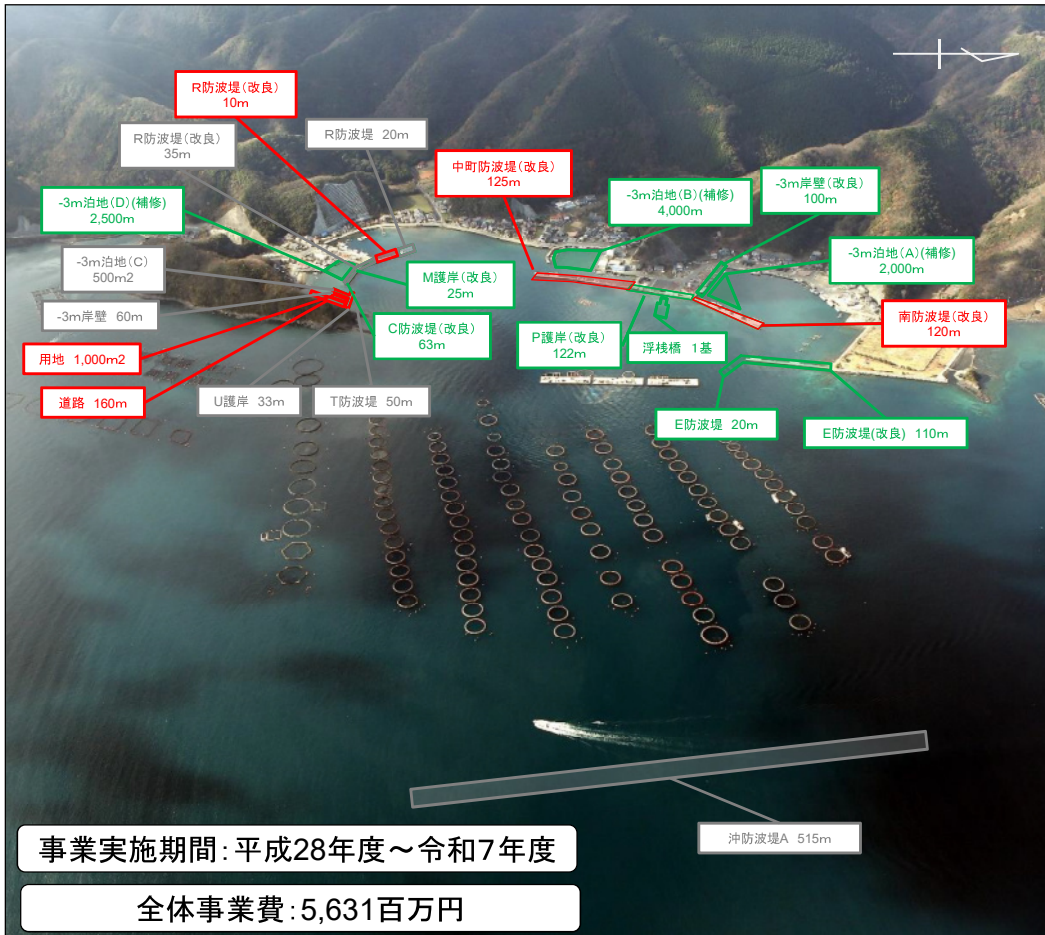 R防波堤(改良)
10m
R防波堤(改良)
35m
R防波堤 20m
中町防波堤(改良)
125m
-3m泊地(B)(補修)
4,000m
-3m岸壁(改良)
100m
-3m泊地(D)(補修)
2,500m
-3m泊地(A)(補修)
2,000m
-3m泊地(C)
500m2
M護岸(改良)
25m
-3m岸壁 60m
C防波堤(改良)
63m
P護岸(改良)
122m
浮桟橋 1基
南防波堤(改良)
120m
用地 1,000m2
道路 160m
U護岸 33m
T防波堤 50m
E防波堤 20m
E防波堤(改良) 110m
沖防波堤A 515m
事業実施期間:平成28年度~令和7年度
全体事業費:5,631百万円